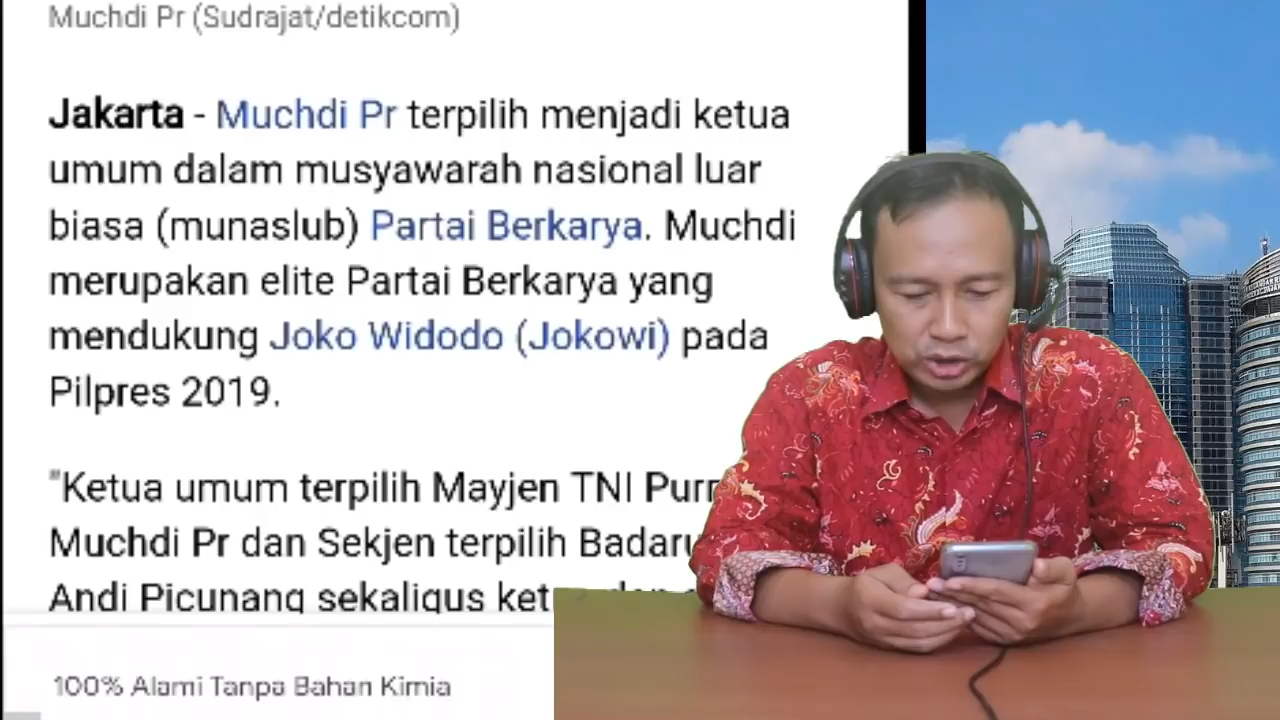 Muchdi Pr (Sudrajat/detikcom)
Jakarta - Muchdi Pr terpilih menjadi ketua
umum dalam musyawarah nasional luar
biasa (munaslub) Partai Berkarya. Muchdi
merupakan elite Partai Berkarya yang
mendukung Joko Widodo (Jokowi) pada
Pilpres 2019.
"Ketua umum terpilih Mayjen TNI Purn
Muchdi Pr dan Sekjen terpilih Badaru
Andi Picunang sekaligus ket
100% Alami Tanpa Bahan Kimia